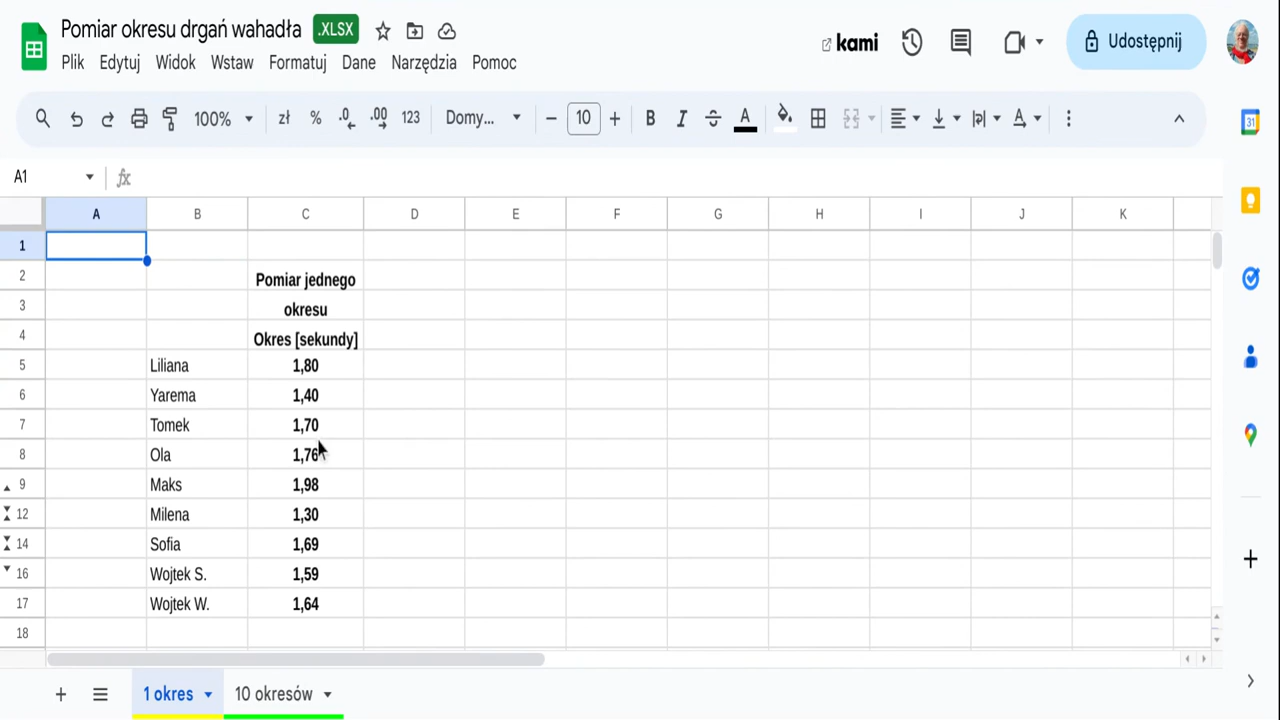 Pomiar okresu drgań wahadła .XLSX
kami
Udostępnij
Plik Edytuj Widok Wstaw Formatuj Dane Narzędzia Pomoc
100% zł % .0 .00 123 Domy... 10 B I S A
31
A1 fx
A B C D E F G H I J K
1
2 Pomiar jednego
3 okresu
4 Okres [sekundy]
5 Liliana 1,80
6 Yarema 1,40
7 Tomek 1,70
8 Ola 1,76
9 Maks 1,98
12 Milena 1,30
14 Sofia 1,69
16 Wojtek S. 1,59
17 Wojtek W. 1,64
18
1 okres 10 okresów